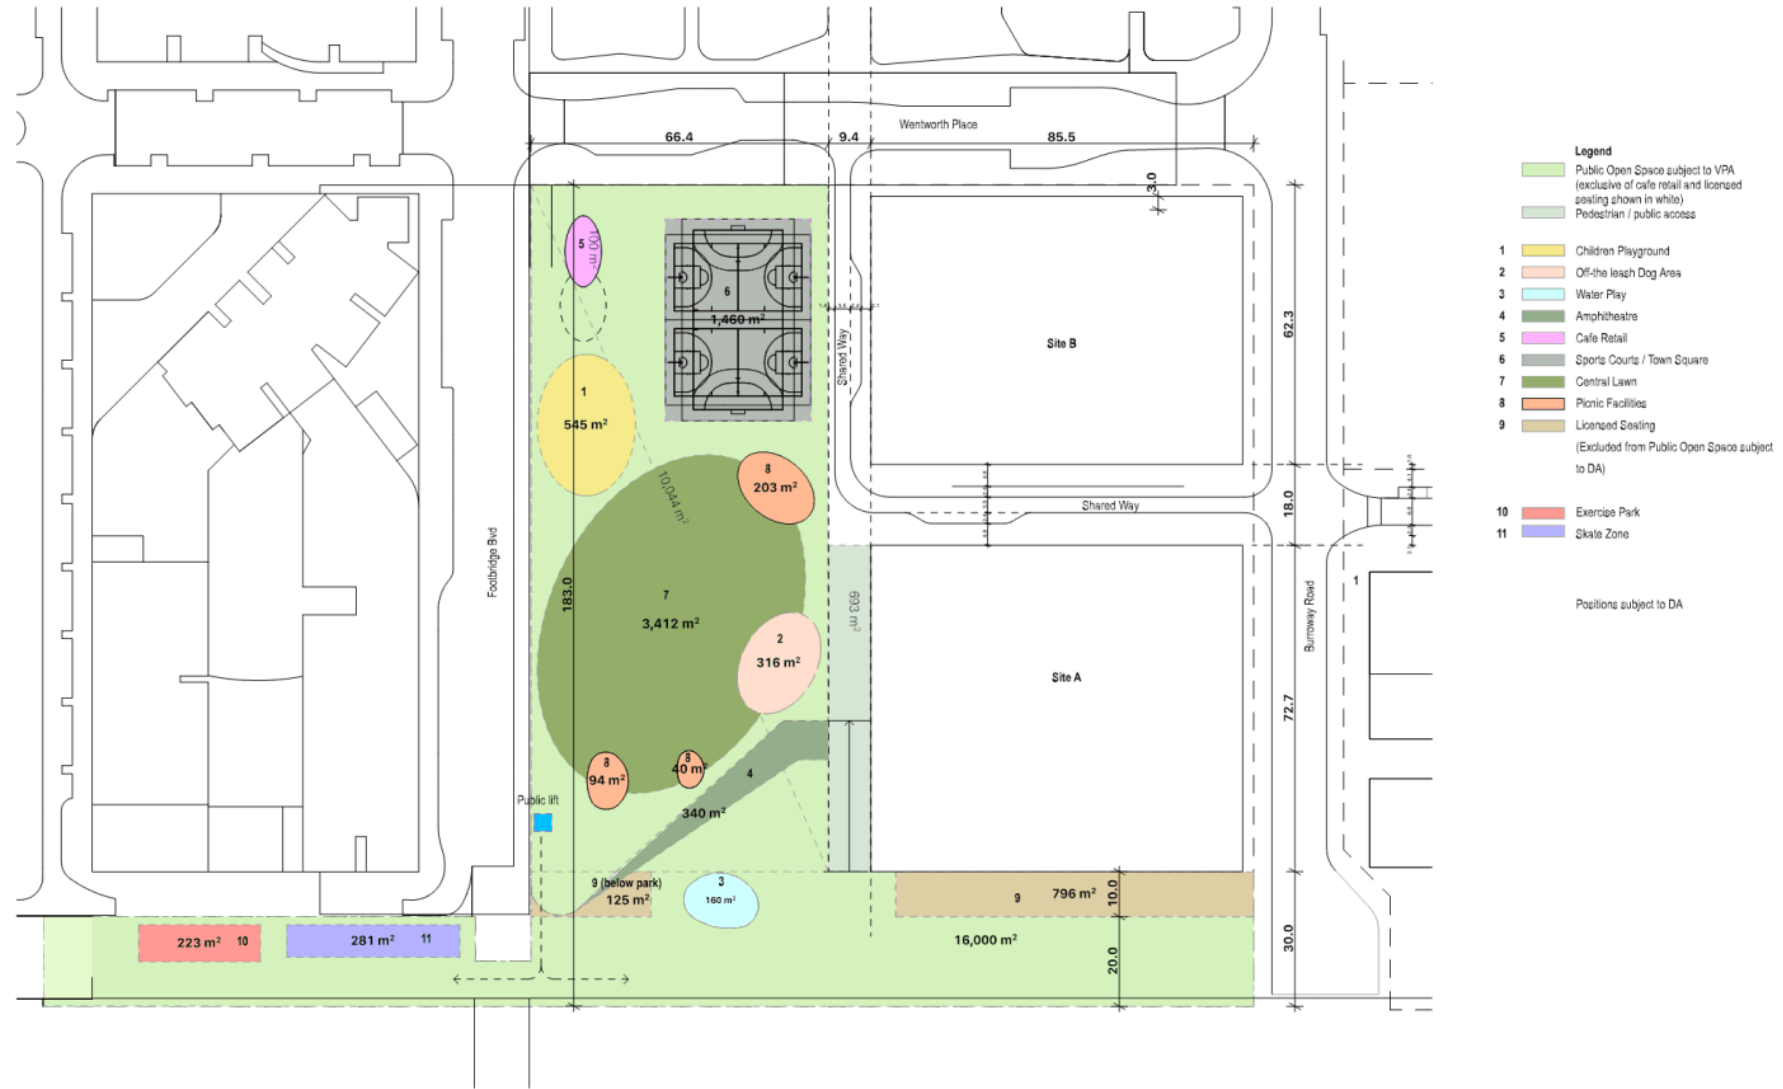 Wentworth Place
66.4
9.4
85.5
3.0
5
100 m²
6
1,460 m²
Shared Way
Site B
62.3
1
545 m²
10,044 m²
8
203 m²
Shared Way
18.0
Footbridge Bvd
183.0
7
3,412 m²
693 m²
2
316 m²
Site A
72.7
Burroway Road
1
8
94 m²
8
40 m²
4
340 m²
Public lift
9 (below park)
125 m²
3
160 m²
9
796 m²
10.0
223 m²
10
281 m²
11
16,000 m²
20.0
30.0
Legend
Public Open Space subject to VPA
(exclusive of cafe retail and licensed
seating shown in white)
Pedestrian / public access
1 Children Playground
2 Off-the leash Dog Area
3 Water Play
4 Amphitheatre
5 Cafe Retail
6 Sports Courts / Town Square
7 Central Lawn
8 Picnic Facilities
9 Licensed Seating
(Excluded from Public Open Space subject
to DA)
10 Exercise Park
11 Skate Zone
Positions subject to DA